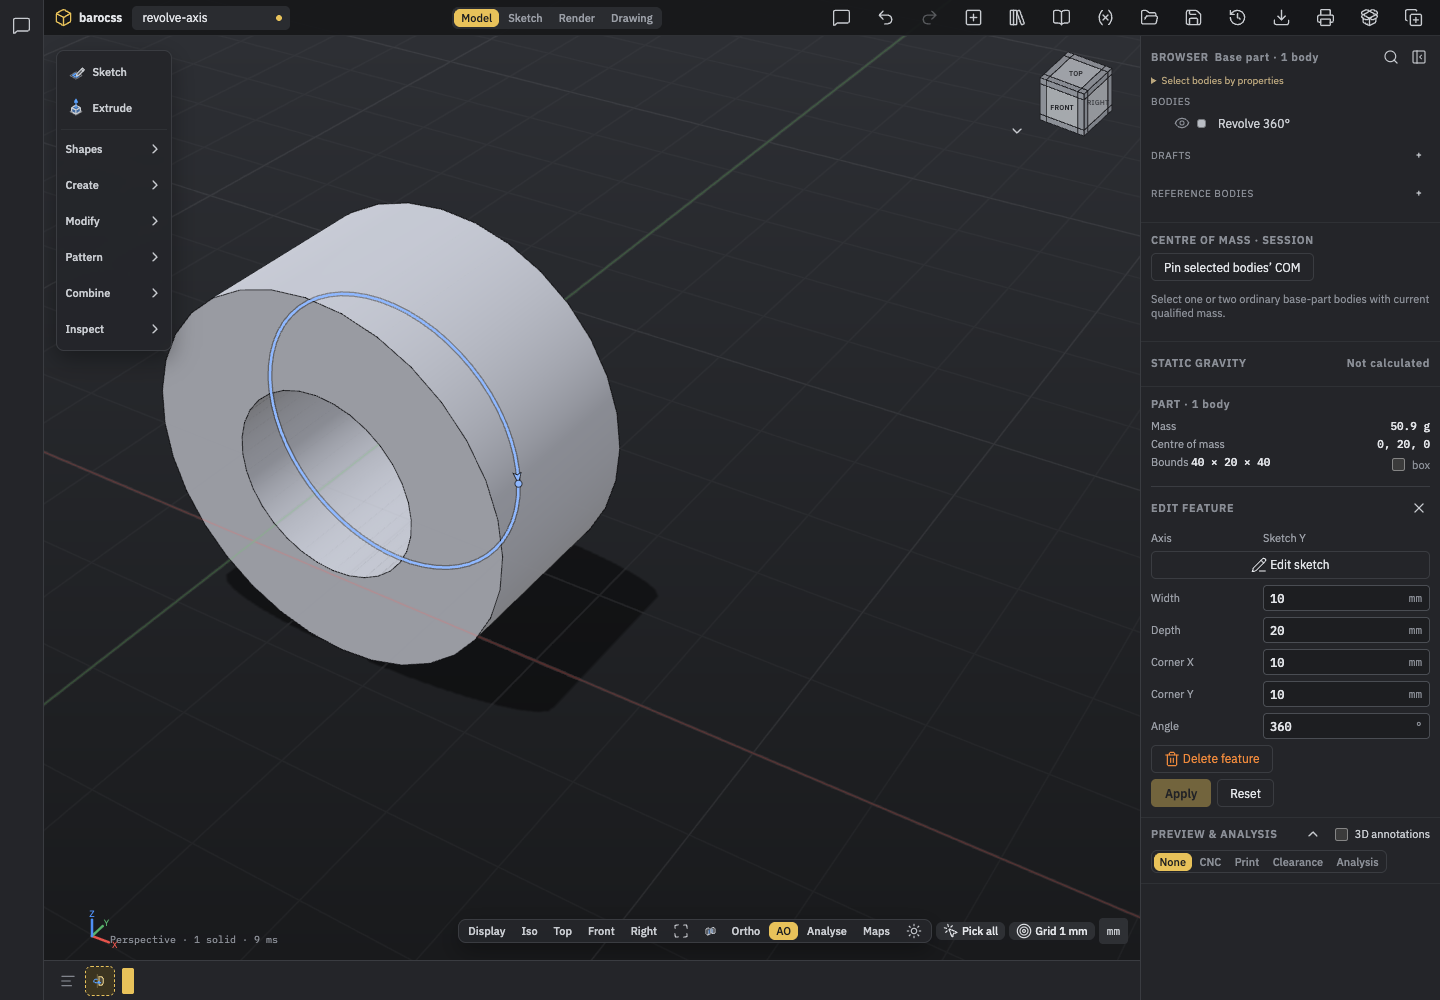 barocss
revolve-axis
Model
Sketch
Render
Drawing
Sketch
Extrude
Shapes
Create
Modify
Pattern
Combine
Inspect
TOP
FRONT
RIGHT
BROWSER Base part · 1 body
Select bodies by properties
BODIES
Revolve 360°
DRAFTS
REFERENCE BODIES
CENTRE OF MASS · SESSION
Pin selected bodies’ COM
Select one or two ordinary base-part bodies with current
qualified mass.
STATIC GRAVITY Not calculated
PART · 1 body
Mass 50.9 g
Centre of mass 0, 20, 0
Bounds 40 × 20 × 40 box
EDIT FEATURE
Axis Sketch Y
Edit sketch
Width 10 mm
Depth 20 mm
Corner X 10 mm
Corner Y 10 mm
Angle 360 °
Delete feature
Apply Reset
PREVIEW & ANALYSIS 3D annotations
None CNC Print Clearance Analysis
Z
Y
X
Perspective · 1 solid · 9 ms
Display Iso Top Front Right Ortho AO Analyse Maps
Pick all
Grid 1 mm
mm